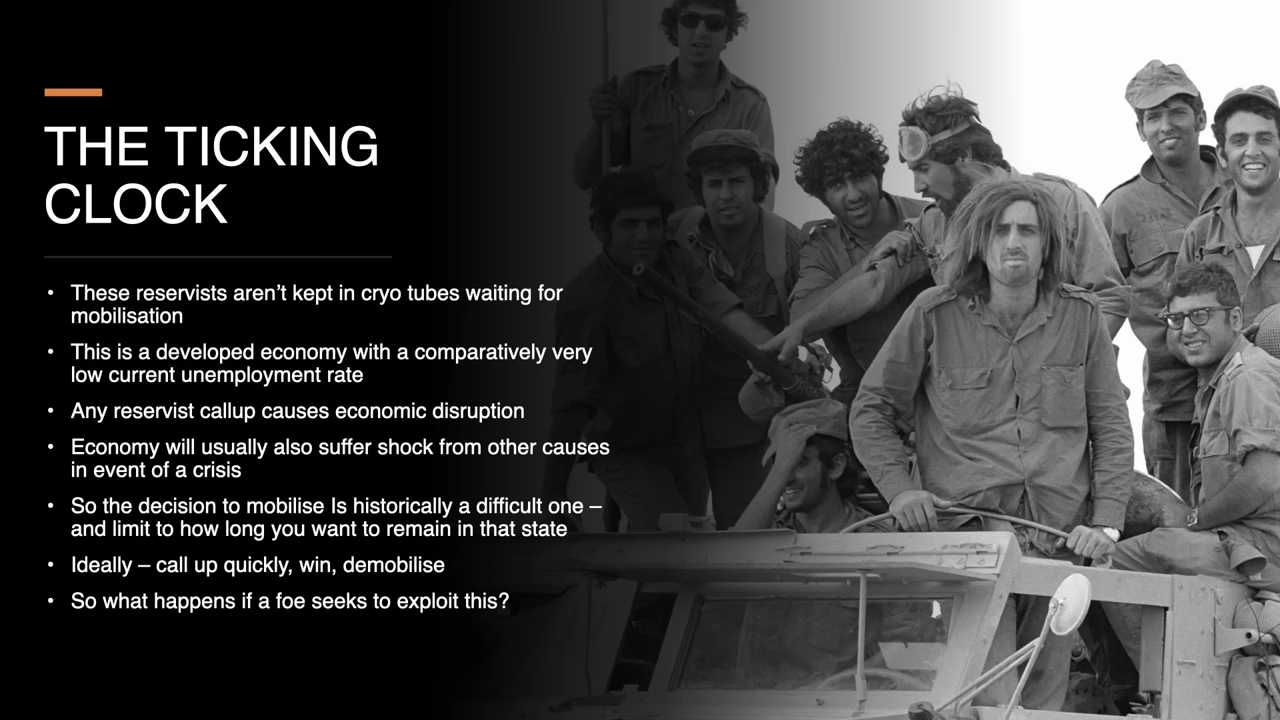 THE TICKING
CLOCK
• These reservists aren’t kept in cryo tubes waiting for
mobilisation
• This is a developed economy with a comparatively very
low current unemployment rate
• Any reservist callup causes economic disruption
• Economy will usually also suffer shock from other causes
in event of a crisis
• So the decision to mobilise Is historically a difficult one –
and limit to how long you want to remain in that state
• Ideally – call up quickly, win, demobilise
• So what happens if a foe seeks to exploit this?